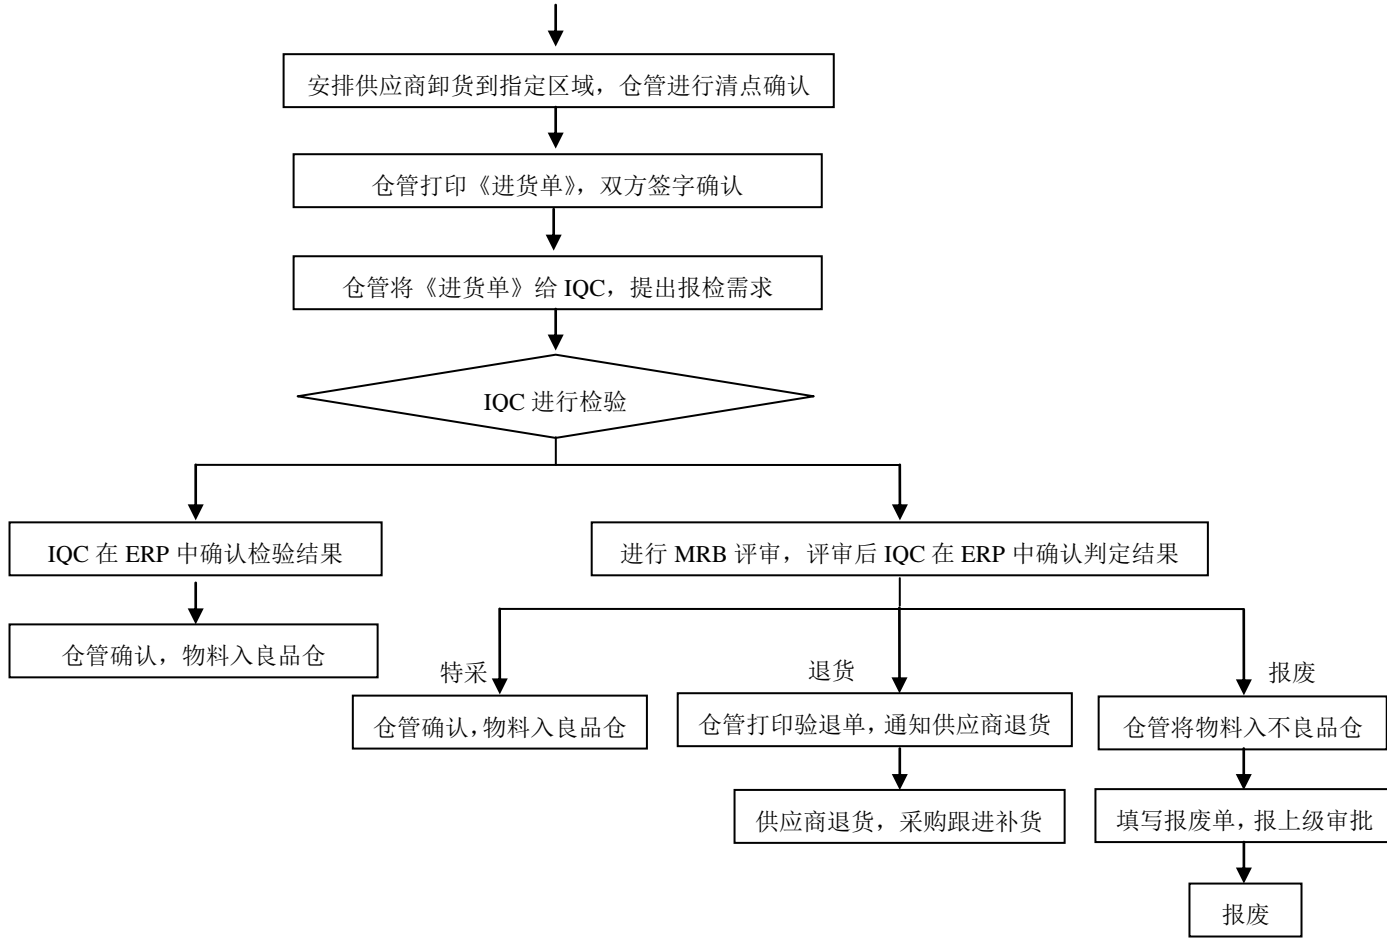 安排供应商卸货到指定区域，仓管进行清点确认
仓管打印《进货单》，双方签字确认
仓管将《进货单》给 IQC，提出报检需求
IQC 进行检验
IQC 在 ERP 中确认检验结果
进行 MRB 评审，评审后 IQC 在 ERP 中确认判定结果
仓管确认，物料入良品仓
特采
退货
报废
仓管确认，物料入良品仓
仓管打印验退单，通知供应商退货
仓管将物料入不良品仓
供应商退货，采购跟进补货
填写报废单，报上级审批
报废